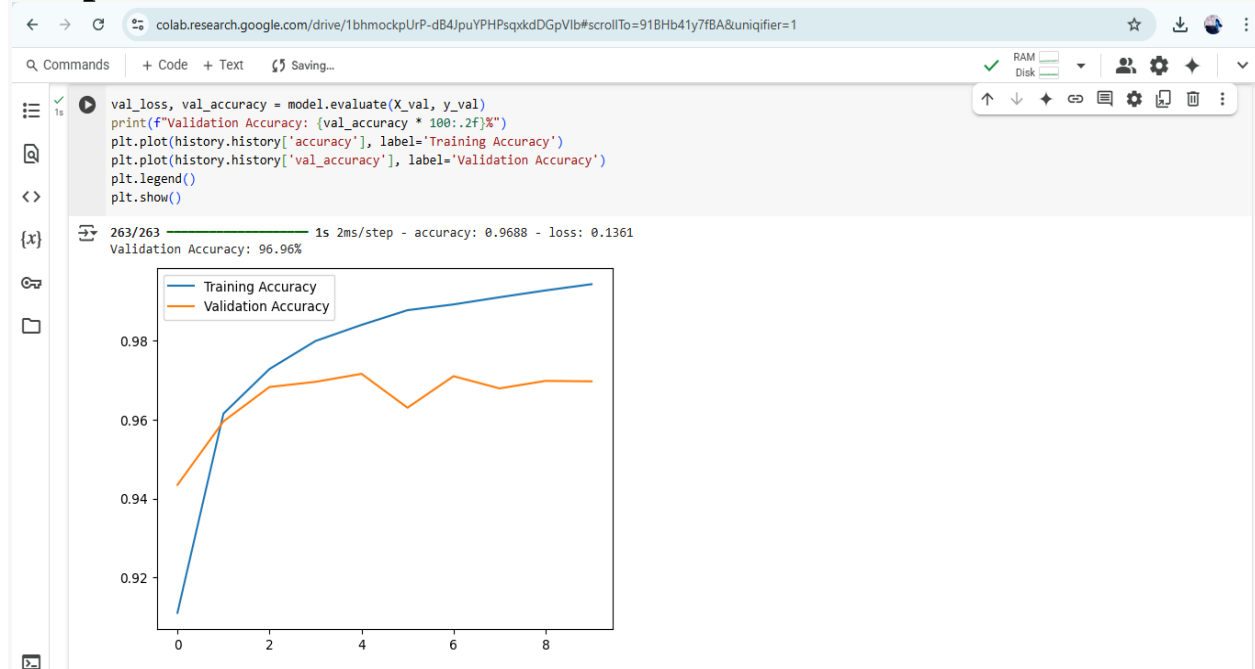 colab.research.google.com/drive/1bhmockpUrP-dB4JpuYPHPsqxkdDGpVlb#scrollTo=91BHb41y7fBA&uniqifier=1
Commands + Code + Text Saving...
RAM
Disk
1s
val_loss, val_accuracy = model.evaluate(X_val, y_val)
print(f"Validation Accuracy: {val_accuracy * 100:.2f}%")
plt.plot(history.history['accuracy'], label='Training Accuracy')
plt.plot(history.history['val_accuracy'], label='Validation Accuracy')
plt.legend()
plt.show()
{x}
263/263 1s 2ms/step - accuracy: 0.9688 - loss: 0.1361
Validation Accuracy: 96.96%
Training Accuracy
Validation Accuracy
0.98
0.96
0.94
0.92
0 2 4 6 8